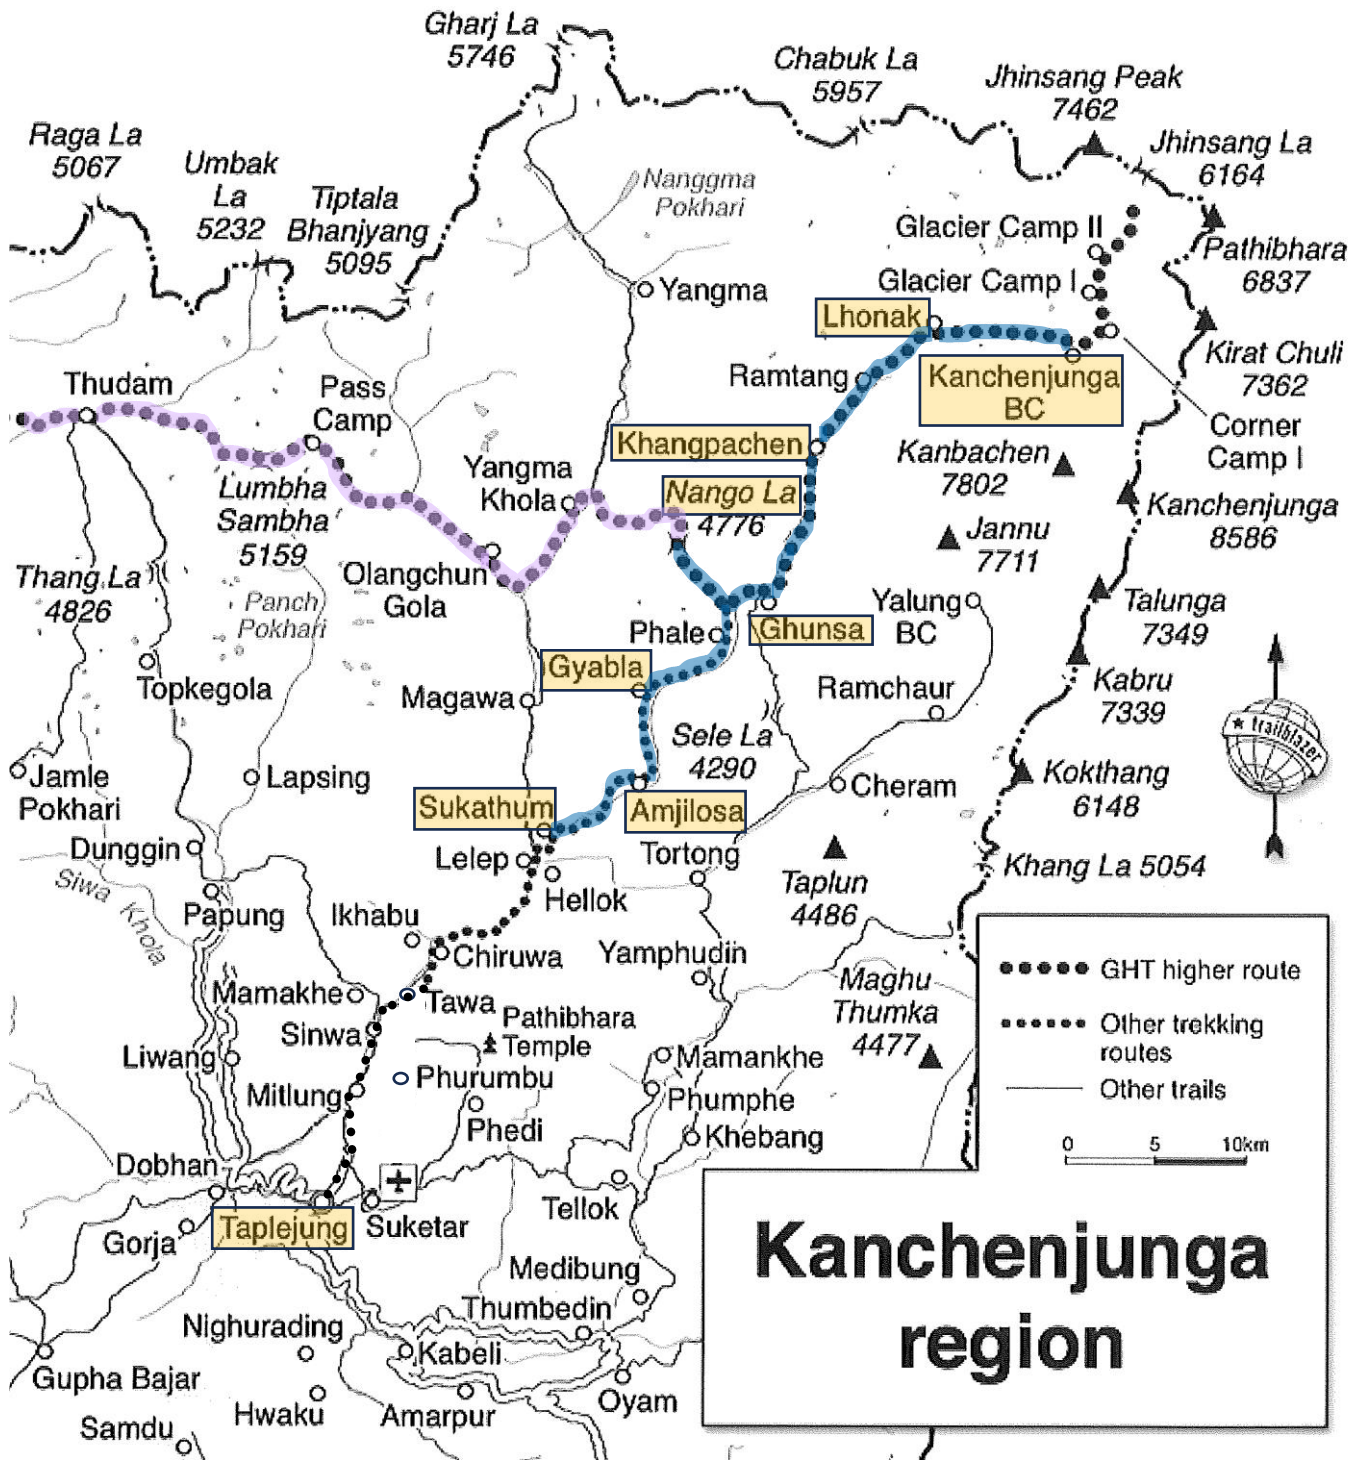 Gharj La
5746
Chabuk La
5957
Jhinsang Peak
7462
Raga La
5067
Umbak
La
5232
Tiptala
Bhanjyang
5095
Jhinsang La
6164
Nanggma
Pokhari
Glacier Camp II
Pathibhara
6837
Glacier Camp I
Yangma
Lhonak
Kirat Chuli
7362
Thudam
Pass
Camp
Ramtang
Kanchenjunga
BC
Corner
Camp I
Khangpachen
Kanbachen
7802
Yangma
Khola
Nango La
4776
Lumbha
Sambha
5159
Kanchenjunga
8586
Jannu
7711
Thang La
4826
Olangchun
Gola
Panch
Pokhari
Yalung
BC
Talunga
7349
Phale
Ghunsa
Gyabla
Topkegola
Magawa
Ramchaur
Kabru
7339
trailblazer
Sele La
4290
Jamle
Pokhari
Lapsing
Cheram
Kokthang
6148
Sukathum
Amjilosa
Dunggin
Lelep
Tortong
Khang La 5054
Siwa Khola
Hellok
Taplun
4486
Papung
Ikhabu
Chiruwa
Yamphudin
Mamakhe
Tawa
Maghu
Thumka
4477
Sinwa
Pathibhara
Temple
Liwang
Mamankhe
Mitlung
Phurumbu
Phumphe
Phedi
Khebang
Dobhan
Tellok
Taplejung
Suketar
Gorja
Medibung
Thumbedin
Nighurading
Kabeli
Gupha Bajar
Oyam
Hwaku
Amarpur
Samdu
GHT higher route
Other trekking
routes
Other trails
0 5 10km
Kanchenjunga
region